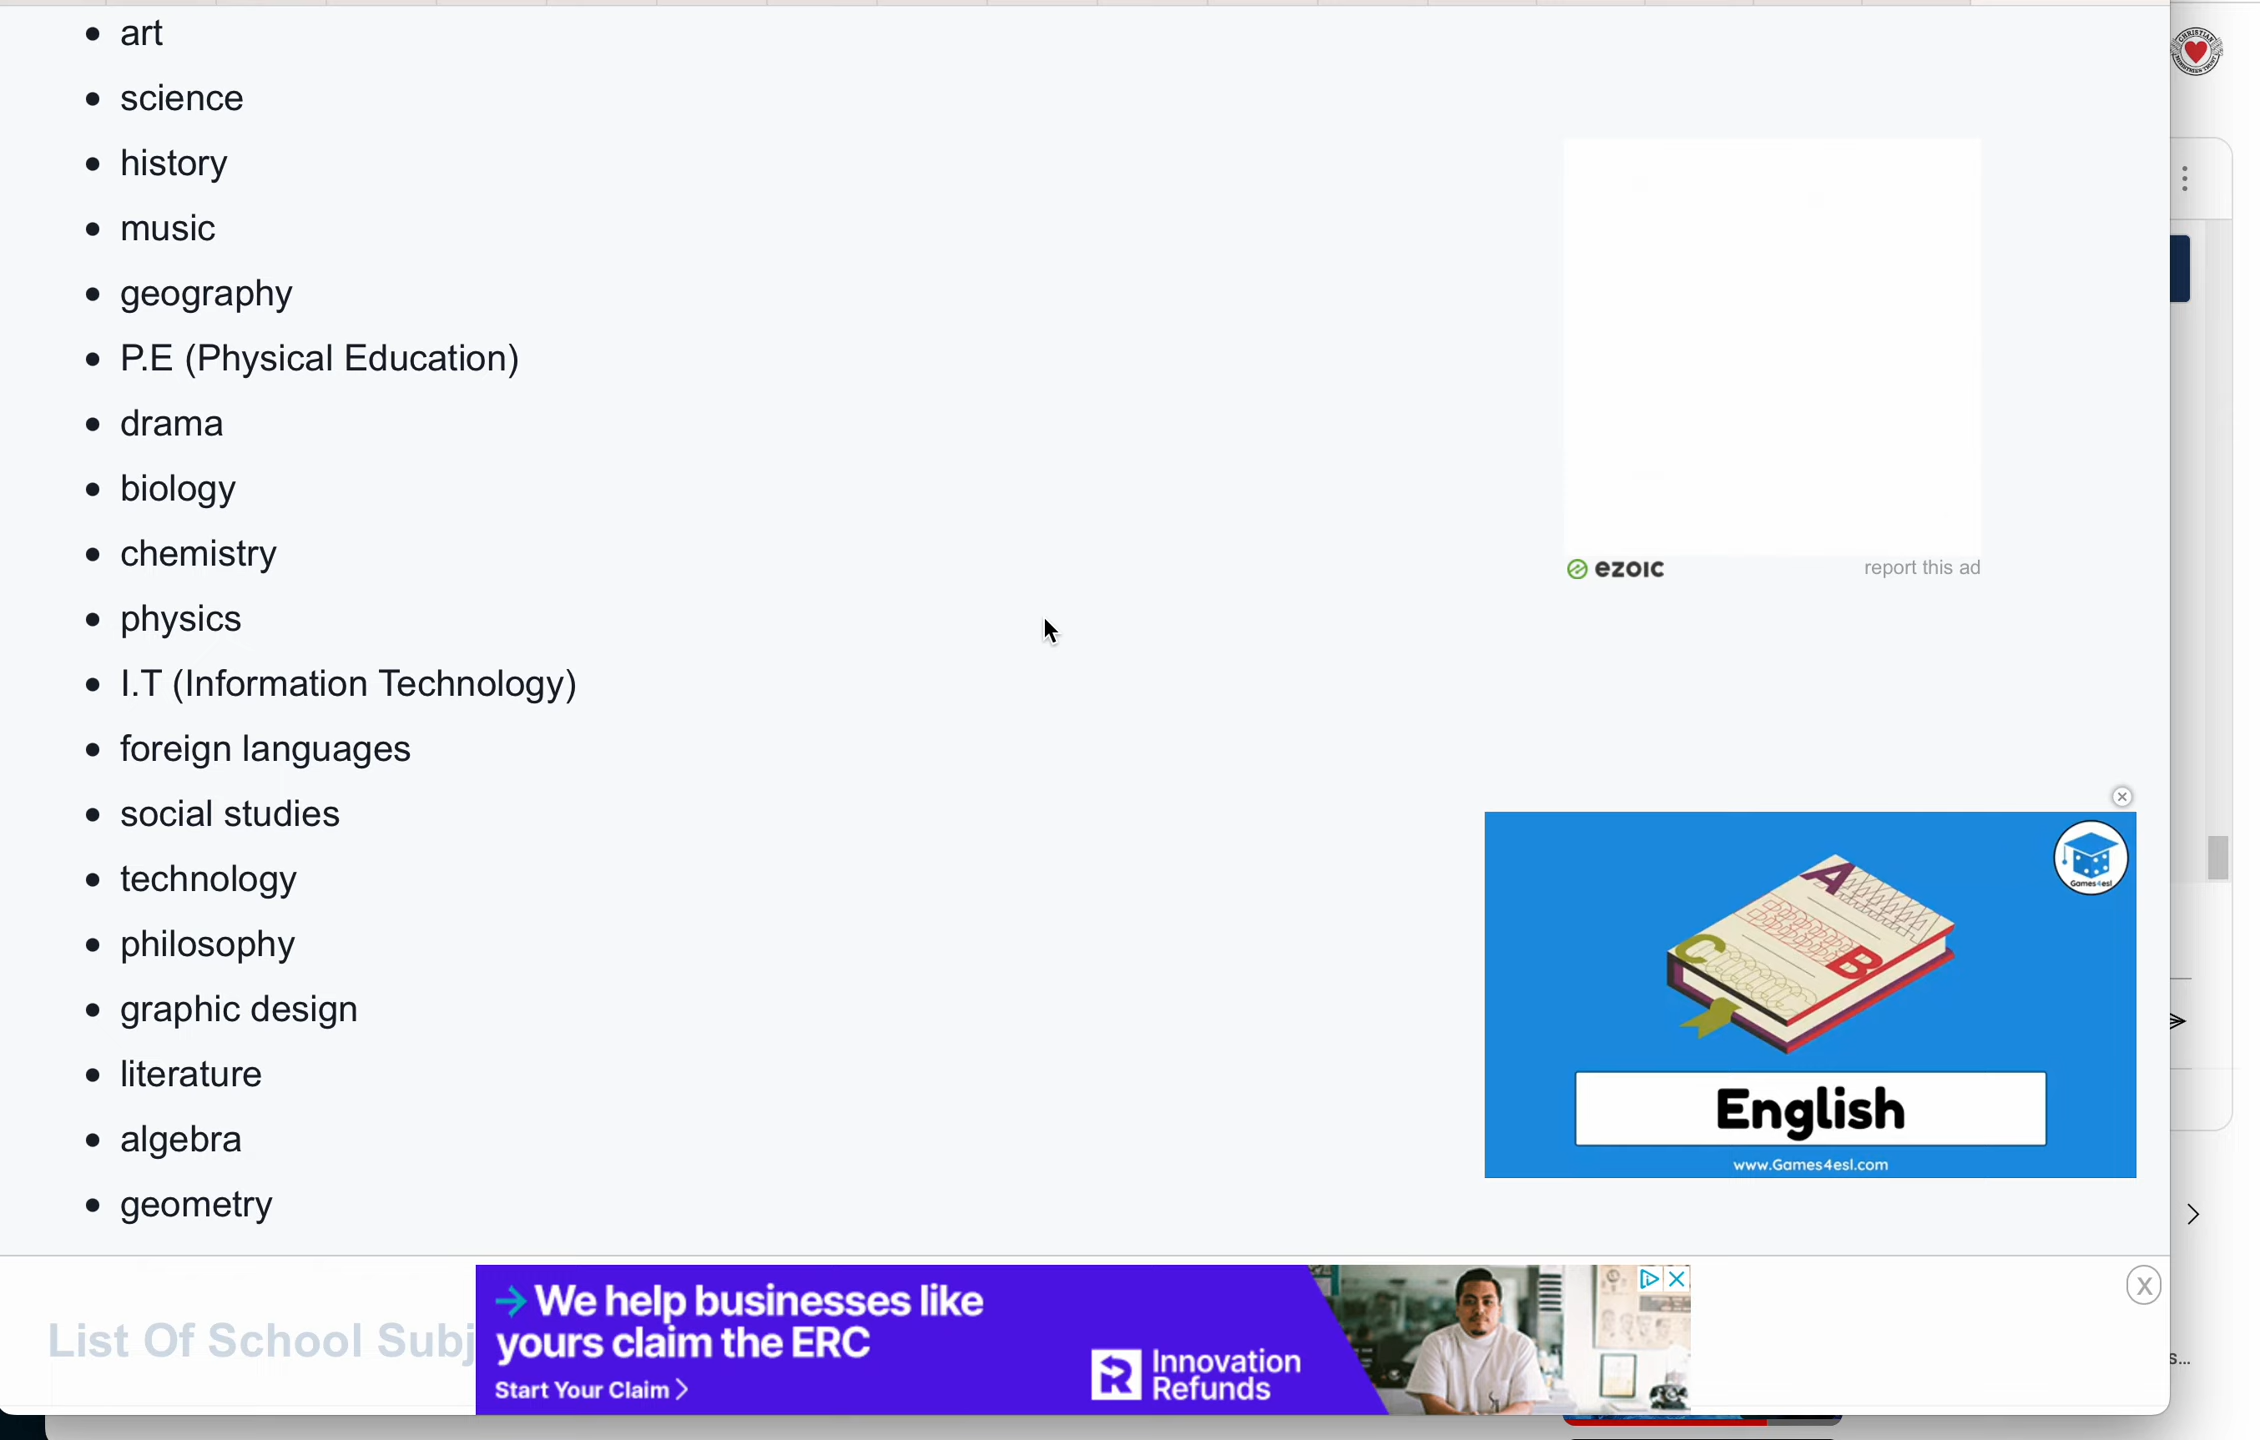 art
science
history
music
geography
P.E (Physical Education)
drama
biology
chemistry
physics
I.T (Information Technology)
foreign languages
social studies
technology
philosophy
graphic design
literature
algebra
geometry
ezoic
report this ad
Games4esl
A
B
C
English
www.Games4esl.com
List Of School Subj
We help businesses like
yours claim the ERC
Start Your Claim
Innovation
Refunds
X
s...